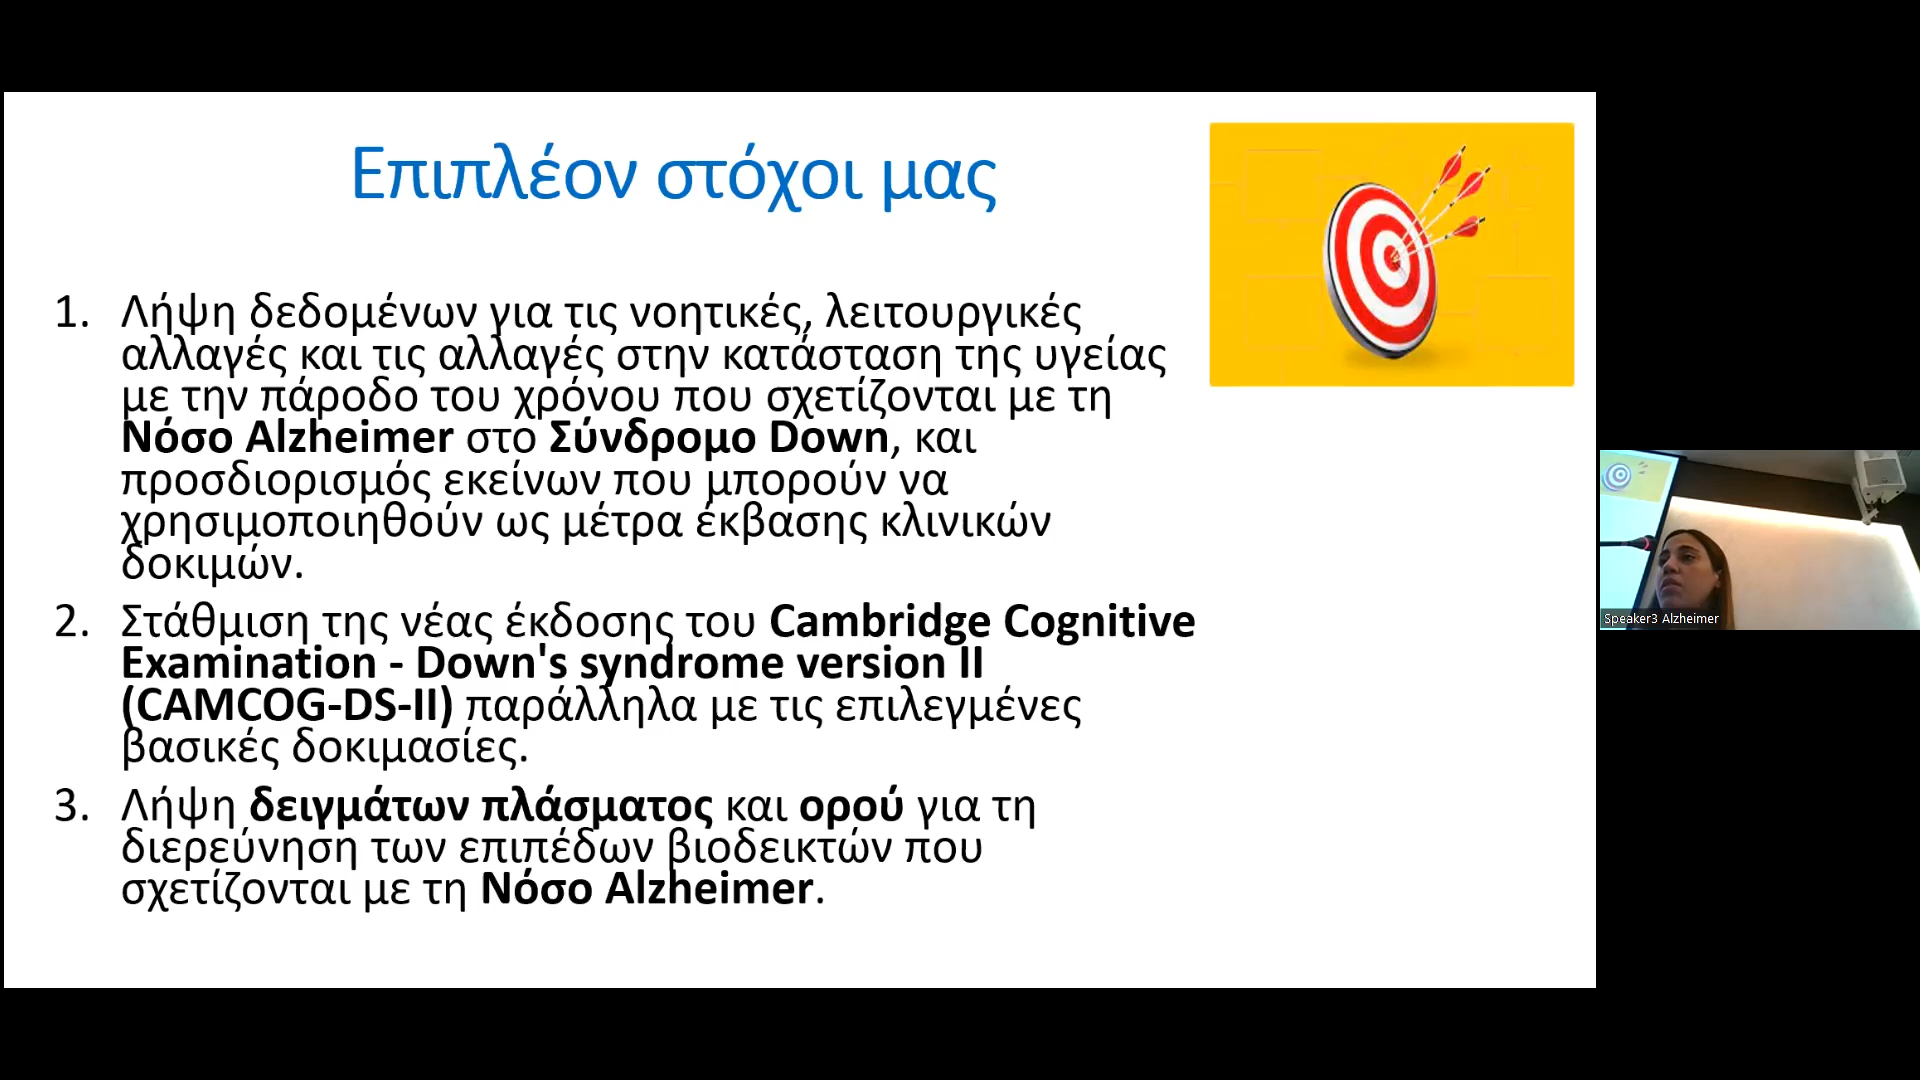 Επιπλέον στόχοι μας
1. Λήψη δεδομένων για τις νοητικές, λειτουργικές
αλλαγές και τις αλλαγές στην κατάσταση της υγείας
με την πάροδο του χρόνου που σχετίζονται με τη
Νόσο Alzheimer στο Σύνδρομο Down, και
προσδιορισμός εκείνων που μπορούν να
χρησιμοποιηθούν ως μέτρα έκβασης κλινικών
δοκιμών.
2. Στάθμιση της νέας έκδοσης του Cambridge Cognitive
Examination - Down's syndrome version II
(CAMCOG-DS-II) παράλληλα με τις επιλεγμένες
βασικές δοκιμασίες.
3. Λήψη δειγμάτων πλάσματος και ορού για τη
διερεύνηση των επιπέδων βιοδεικτών που
σχετίζονται με τη Νόσο Alzheimer.
Speaker3 Alzheimer